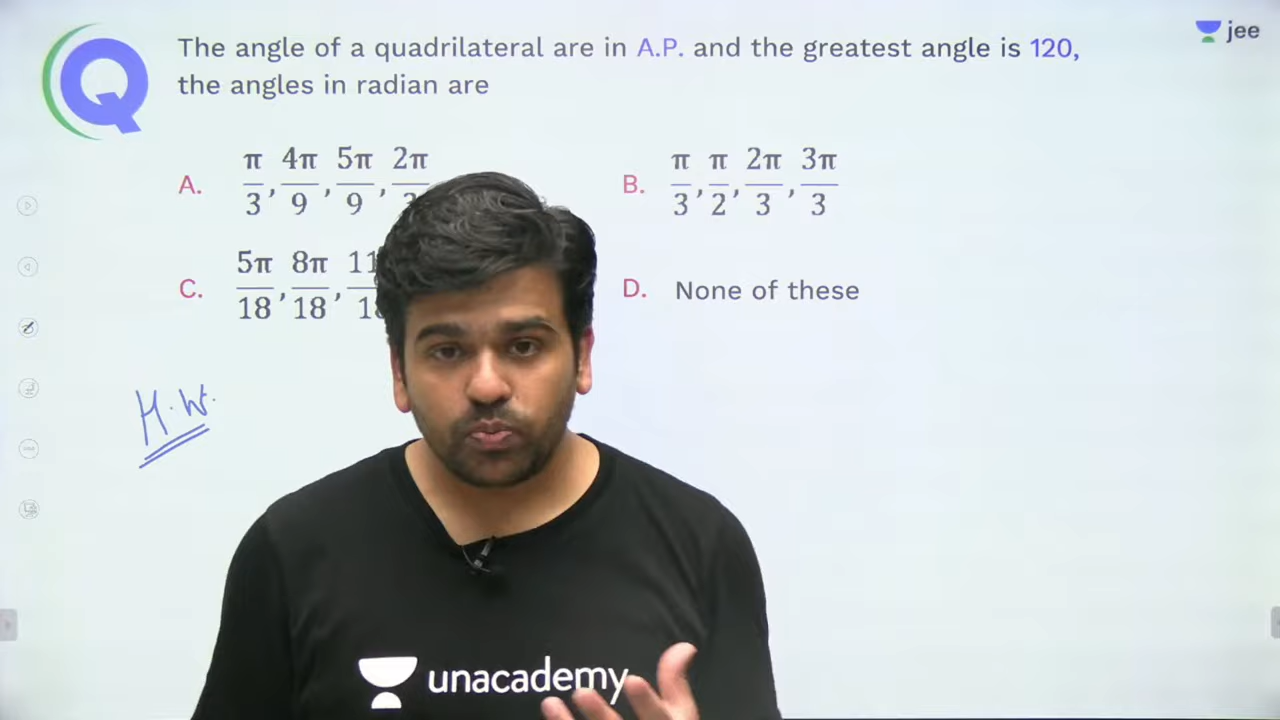 Q
The angle of a quadrilateral are in A.P. and the greatest angle is 120,
the angles in radian are
jee
A. π/3, 4π/9, 5π/9, 2π/
B. π/3, π/2, 2π/3, 3π/3
C. 5π/18, 8π/18, 11
D. None of these
H.W.
unacademy